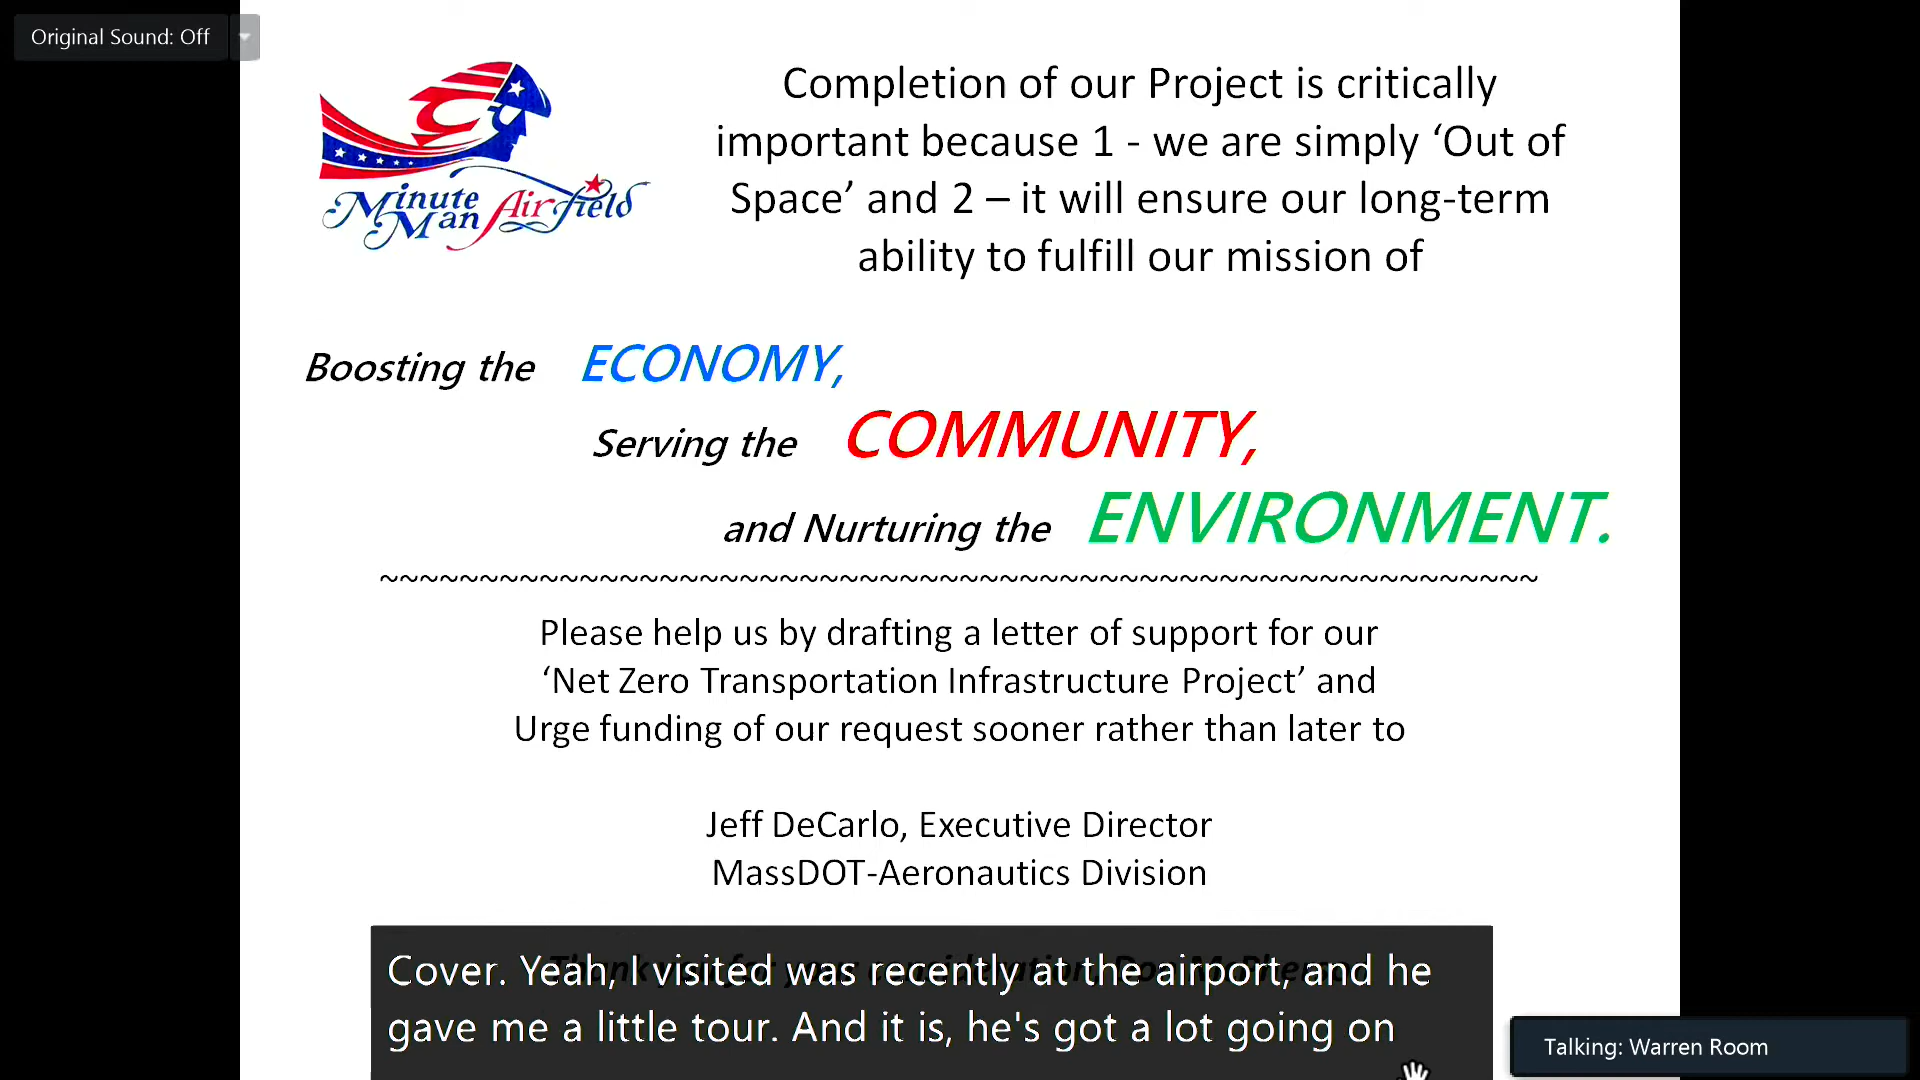 Original Sound: Off
Minute
Man Airfield
Completion of our Project is critically
important because 1 - we are simply ‘Out of
Space’ and 2 – it will ensure our long-term
ability to fulfill our mission of
Boosting the ECONOMY,
Serving the COMMUNITY,
and Nurturing the ENVIRONMENT.
~~~~~~~~~~~~~~~~~~~~~~~~~~~~~~~~~~~~~~~~~~~~~~~~~~~~~~~~~~
Please help us by drafting a letter of support for our
‘Net Zero Transportation Infrastructure Project’ and
Urge funding of our request sooner rather than later to
Jeff DeCarlo, Executive Director
MassDOT-Aeronautics Division
Cover. Yeah, I visited was recently at the airport, and he
gave me a little tour. And it is, he's got a lot going on
Talking: Warren Room